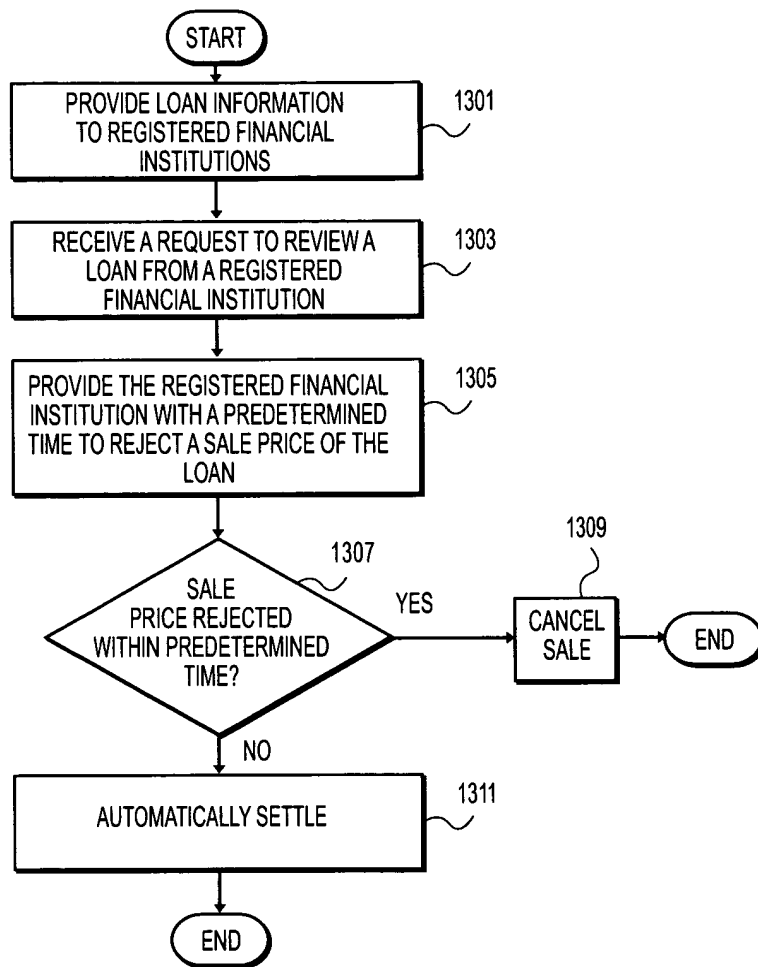 START
PROVIDE LOAN INFORMATION
TO REGISTERED FINANCIAL
INSTITUTIONS
1301
RECEIVE A REQUEST TO REVIEW A
LOAN FROM A REGISTERED
FINANCIAL INSTITUTION
1303
PROVIDE THE REGISTERED FINANCIAL
INSTITUTION WITH A PREDETERMINED
TIME TO REJECT A SALE PRICE OF THE
LOAN
1305
SALE
PRICE REJECTED
WITHIN PREDETERMINED
TIME?
1307
YES
CANCEL
SALE
1309
END
NO
AUTOMATICALLY SETTLE
1311
END